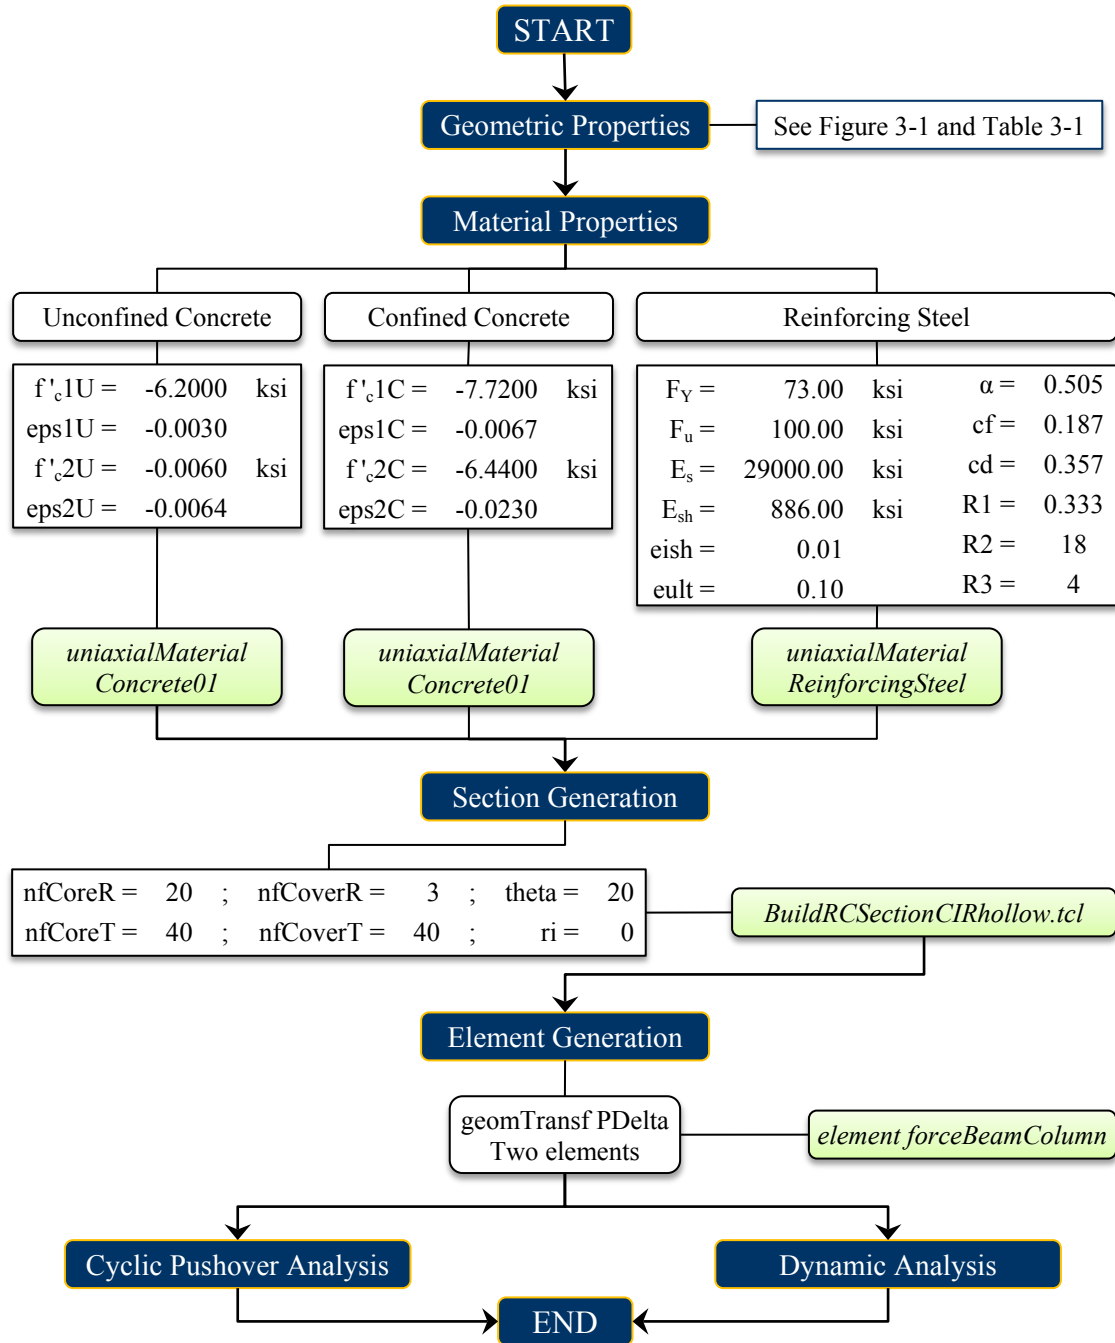 START
Geometric Properties
See Figure 3-1 and Table 3-1
Material Properties
Unconfined Concrete
f 'c1U = -6.2000 ksi
eps1U = -0.0030
f 'c2U = -0.0060 ksi
eps2U = -0.0064
uniaxialMaterial
Concrete01
Confined Concrete
f 'c1C = -7.7200 ksi
eps1C = -0.0067
f 'c2C = -6.4400 ksi
eps2C = -0.0230
uniaxialMaterial
Concrete01
Reinforcing Steel
FY = 73.00 ksi α = 0.505
Fu = 100.00 ksi cf = 0.187
Es = 29000.00 ksi cd = 0.357
Esh = 886.00 ksi R1 = 0.333
eish = 0.01 R2 = 18
eult = 0.10 R3 = 4
uniaxialMaterial
ReinforcingSteel
Section Generation
nfCoreR = 20 ; nfCoverR = 3 ; theta = 20
nfCoreT = 40 ; nfCoverT = 40 ; ri = 0
BuildRCSectionCIRhollow.tcl
Element Generation
geomTransf PDelta
Two elements
element forceBeamColumn
Cyclic Pushover Analysis
Dynamic Analysis
END